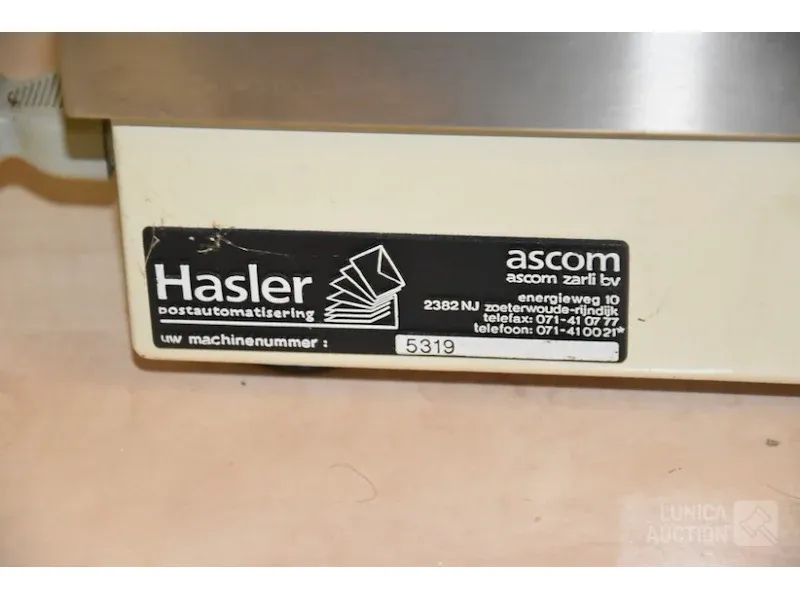 Hasler
postautomatisering
uw machinenummer :
5319
ascom
ascom zarli bv
energieweg 10
2382 NJ zoeterwoude-rijndijk
telefax: 071-41 07 77
telefoon: 071-41 00 21*
LUNICA
AUCTION